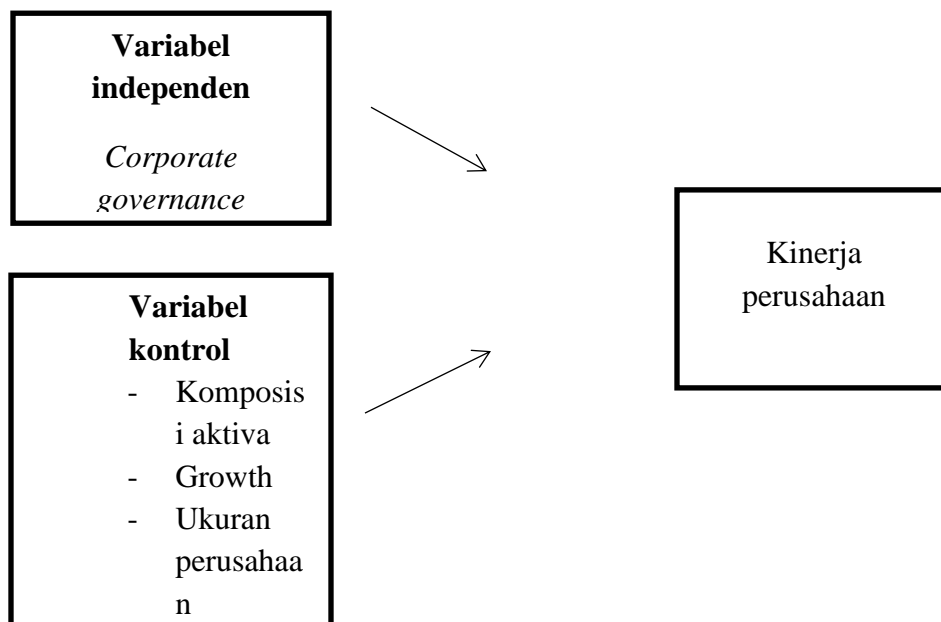 Variabel
independen
Corporate
governance
Variabel
kontrol
- Komposis
i aktiva
- Growth
- Ukuran
perusahaa
n
Kinerja
perusahaan